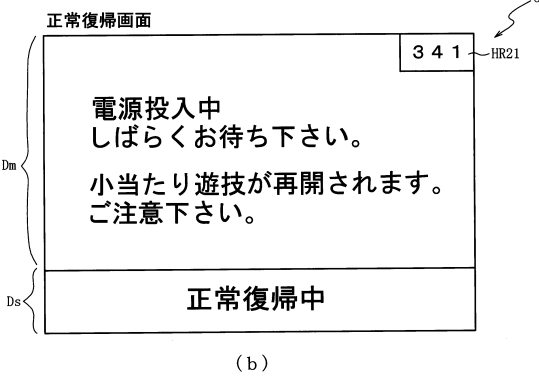 正常復帰画面
341
HR21
電源投入中
しばらくお待ち下さい。
Dm
小当たり遊技が再開されます。
ご注意下さい。
Ds
正常復帰中
(b)